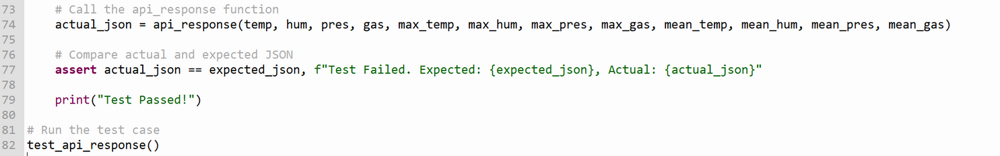 73     # Call the api_response function
74     actual_json = api_response(temp, hum, pres, gas, max_temp, max_hum, max_pres, max_gas, mean_temp, mean_hum, mean_pres, mean_gas)
75
76     # Compare actual and expected JSON
77     assert actual_json == expected_json, f"Test Failed. Expected: {expected_json}, Actual: {actual_json}"
78
79     print("Test Passed!")
80
81 # Run the test case
82 test_api_response()